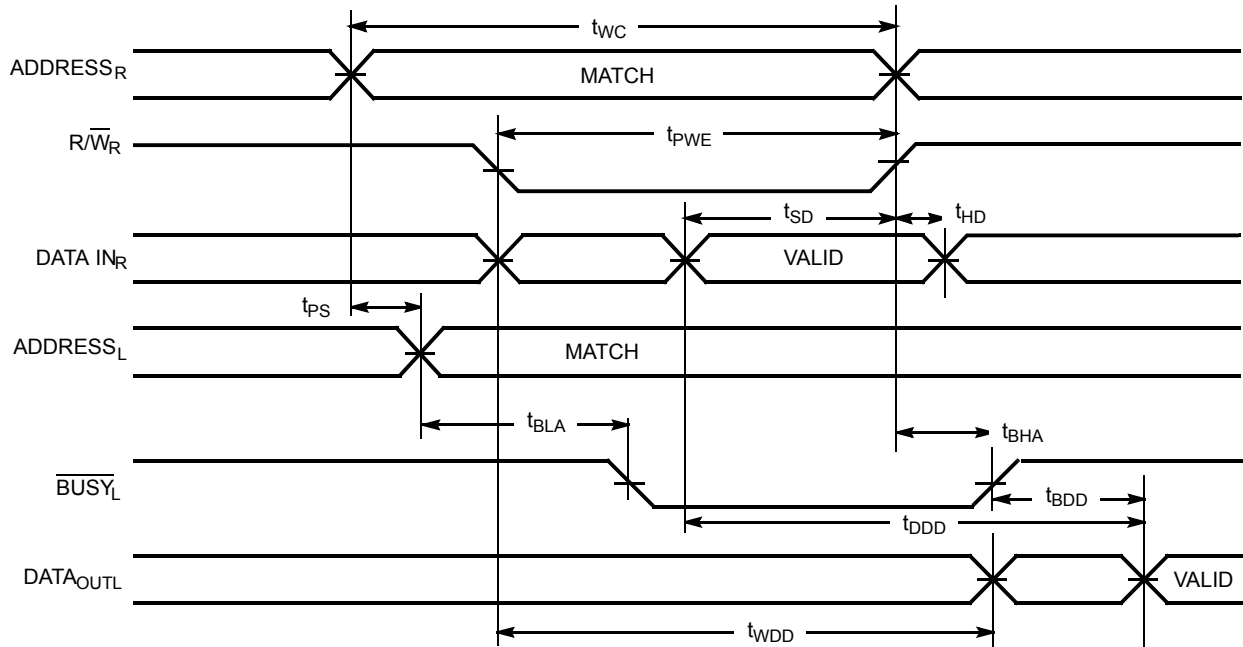 tWC
ADDRESSR
MATCH
R/W̅R
tPWE
tSD
tHD
DATA INR
VALID
tPS
ADDRESSL
MATCH
tBLA
tBHA
B̅U̅S̅Y̅L
tBDD
tDDD
DATAOUTL
VALID
tWDD